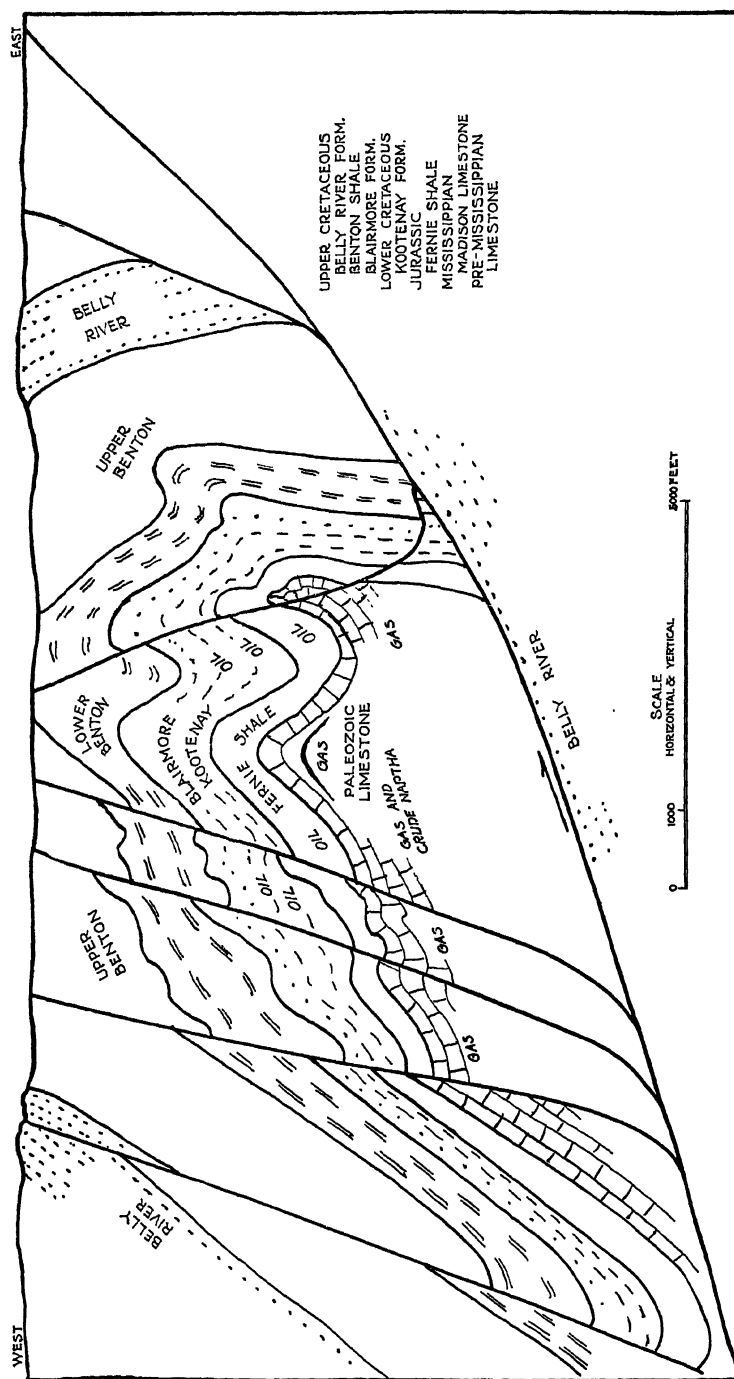 WEST
EAST
BELLY
RIVER
UPPER
BENTON
LOWER
BENTON
BLAIRMORE
KOOTENAY
FERNIE SHALE
OIL
OIL
OIL
OIL
OIL
OIL
UPPER
BENTON
BELLY
RIVER
GAS
GAS
GAS AND
CRUDE NAPTHA
GAS
PALEOZOIC
LIMESTONE
GAS
BELLY RIVER
UPPER CRETACEOUS
BELLY RIVER FORM.
BENTON SHALE
BLAIRMORE FORM.
LOWER CRETACEOUS
KOOTENAY FORM.
JURASSIC
FERNIE SHALE
MISSISSIPPIAN
MADISON LIMESTONE
PRE-MISSISSIPPIAN
LIMESTONE
SCALE
HORIZONTAL & VERTICAL
0 1000 5000 FEET